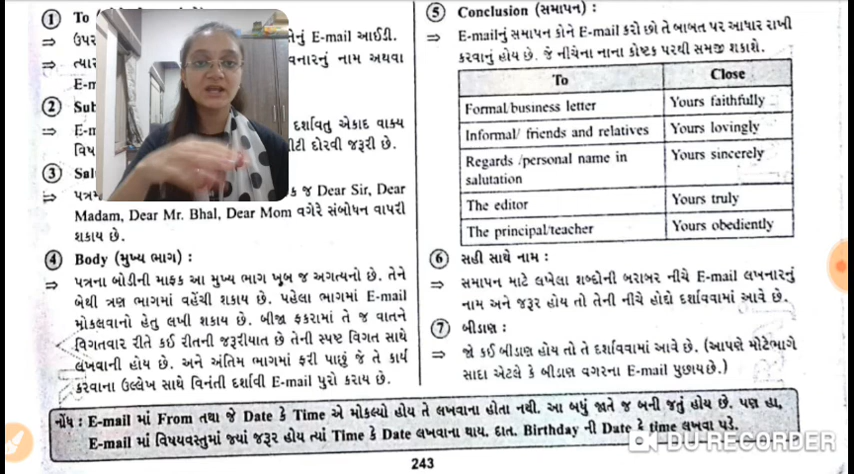 ① To
⇒ ઉપર નું E-mail આઈડી.
⇒ ત્યાર વનારનું નામ અથવા
E-m
② Sub
⇒ E-m દર્શાવતુ એકાદ વાક્ય
વિષ ટી દોરવી જરૂરી છે.
③ Sal
⇒ પત્રમ ક જ Dear Sir, Dear
Madam, Dear Mr. Bhal, Dear Mom વગેરે સંબોધન વાપરી
શકાય છે.
④ Body (મુખ્ય ભાગ) :
⇒ પત્રના બોડીની માફક આ મુખ્ય ભાગ ખુબ જ અગત્યનો છે. તેને
બેથી ત્રણ ભાગમાં વહેંચી શકાય છે. પહેલા ભાગમાં E-mail
મોકલવાનો હેતુ લખી શકાય છે. બીજા ફકરામાં તે જ વાતને
વિગતવાર રીતે કઈ રીતની જરૂરીયાત છે તેની સ્પષ્ટ વિગત સાથે
લખવાની હોય છે. અને અંતિમ ભાગમાં ફરી પાછું જે તે કાર્ય
કરવાના ઉલ્લેખ સાથે વિનંતી દર્શાવી E-mail પુરો કરાય છે.
⑤ Conclusion (સમાપન) :
⇒ E-mailનું સમાપન કોને E-mail કરો છો તે બાબત પર આધાર રાખી
કરવાનું હોય છે. જે નીચેના નાના કોષ્ટક પરથી સમજી શકાશે.
To Close
Formal/business letter Yours faithfully
Informal/ friends and relatives Yours lovingly
Regards /personal name in Yours sincerely
salutation
The editor Yours truly
The principal/teacher Yours obediently
⑥ સહી સાથે નામ :
⇒ સમાપન માટે લખેલા શબ્દોની બરાબર નીચે E-mail લખનારનું
નામ અને જરૂર હોય તો તેની નીચે હોદ્દો દર્શાવવામાં આવે છે.
⑦ બીડાણ :
⇒ જો કઈ બીડાણ હોય તો તે દર્શાવવામાં આવે છે. (આપણે મોટેભાગે
સાદા એટલે કે બીડાણ વગરના E-mail પુછાય છે.)
નોંધ : E-mail માં From તથા જે Date કે Time એ મોકલ્યો હોય તે લખવાના હોતા નથી. આ બધું જાતે જ બની જતું હોય છે. પણ હા,
E-mail માં વિષયવસ્તુમાં જ્યાં જરૂર હોય ત્યાં Time કે Date લખવાના થાય. દાત. Birthday ની Date કે time લખવા પડે.
DU RECORDER
243